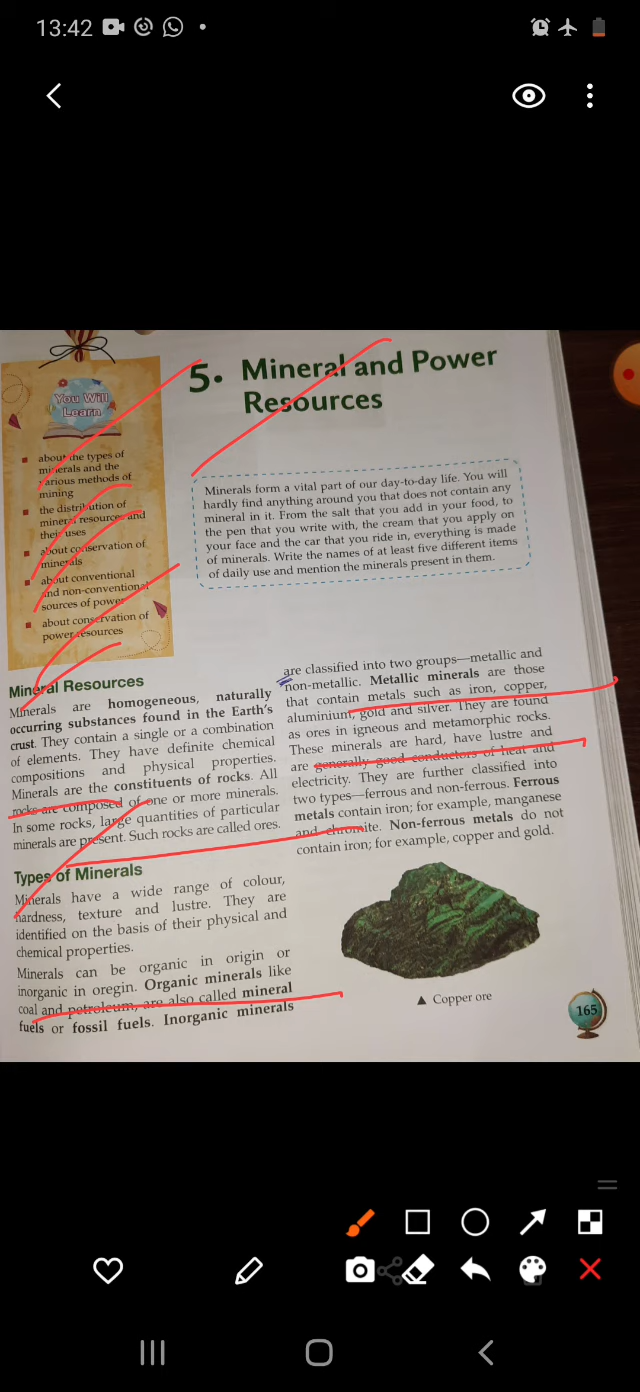 13:42
You Will
Learn
about the types of
minerals and the
various methods of
mining
the distribution of
mineral resources and
their uses
about conservation of
minerals
about conventional
and non-conventional
sources of power
about conservation of
power resources
5. Mineral and Power
Resources
Minerals form a vital part of our day-to-day life. You will
hardly find anything around you that does not contain any
mineral in it. From the salt that you add in your food, to
the pen that you write with, the cream that you apply on
your face and the car that you ride in, everything is made
of minerals. Write the names of at least five different items
of daily use and mention the minerals present in them.
Mineral Resources
Minerals are homogeneous, naturally
occurring substances found in the Earth's
crust. They contain a single or a combination
of elements. They have definite chemical
compositions and physical properties.
Minerals are the constituents of rocks. All
rocks are composed of one or more minerals.
In some rocks, large quantities of particular
minerals are present. Such rocks are called ores.
Types of Minerals
Minerals have a wide range of colour,
hardness, texture and lustre. They are
identified on the basis of their physical and
chemical properties.
Minerals can be organic in origin or
inorganic in oregin. Organic minerals like
coal and petroleum, are also called mineral
fuels or fossil fuels. Inorganic minerals
are classified into two groups—metallic and
non-metallic. Metallic minerals are those
that contain metals such as iron, copper,
aluminiunt, gold and silver. They are found
as ores in igneous and metamorphic rocks.
These minerals are hard, have lustre and
are generally good conductors of heat and
electricity. They are further classified into
two types—ferrous and non-ferrous. Ferrous
metals contain iron; for example, manganese
and chromite. Non-ferrous metals do not
contain iron; for example, copper and gold.
▲ Copper ore
165